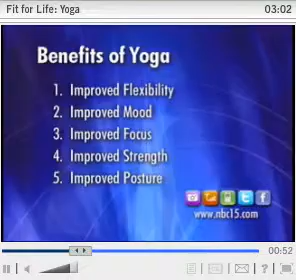 Fit for Life: Yoga 03:02
Benefits of Yoga
1. Improved Flexibility
2. Improved Mood
3. Improved Focus
4. Improved Strength
5. Improved Posture
www.nbc15.com
00:52